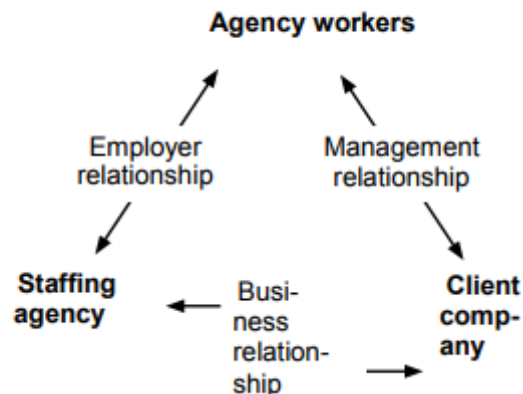 Agency workers
Employer
relationship
Management
relationship
Staffing
agency
Busi-
ness
relation-
ship
Client
comp-
any